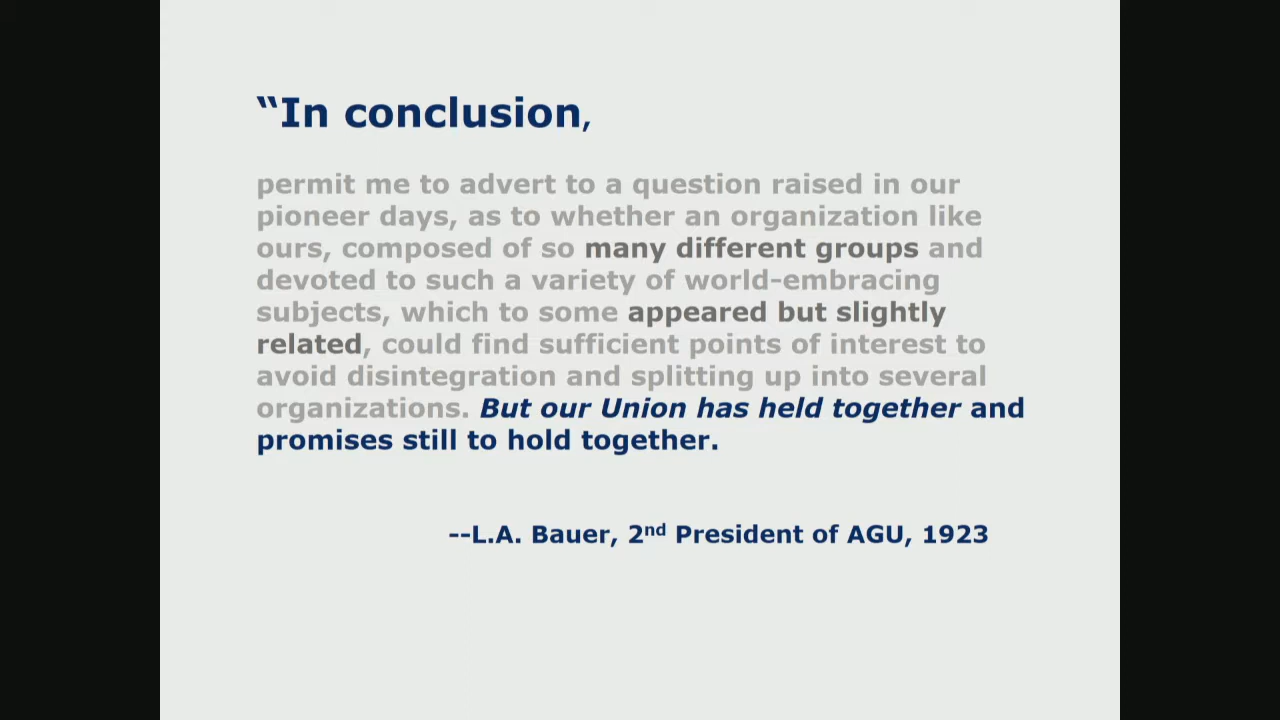 “In conclusion,
permit me to advert to a question raised in our
pioneer days, as to whether an organization like
ours, composed of so many different groups and
devoted to such a variety of world-embracing
subjects, which to some appeared but slightly
related, could find sufficient points of interest to
avoid disintegration and splitting up into several
organizations. But our Union has held together and
promises still to hold together.
--L.A. Bauer, 2nd President of AGU, 1923